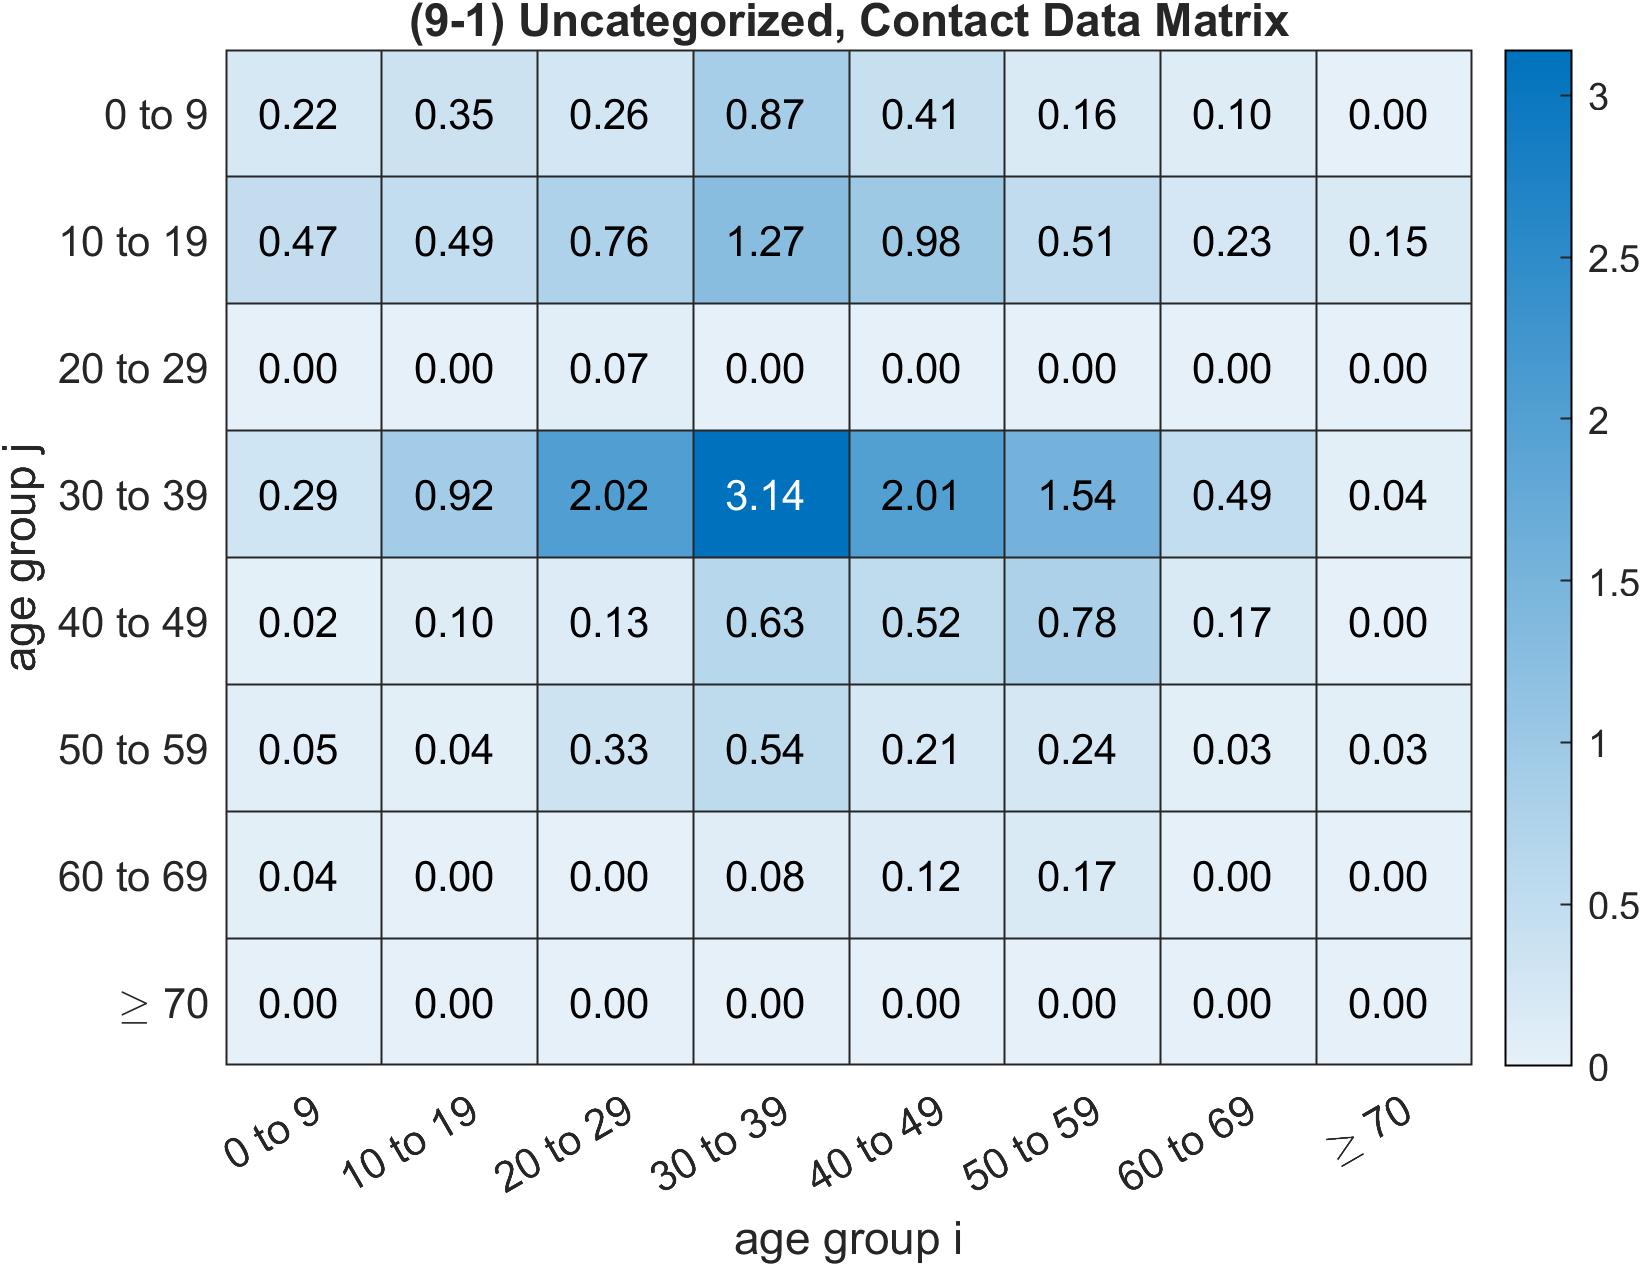 (9-1) Uncategorized, Contact Data Matrix
0 to 9 0.22 0.35 0.26 0.87 0.41 0.16 0.10 0.00
10 to 19 0.47 0.49 0.76 1.27 0.98 0.51 0.23 0.15
20 to 29 0.00 0.00 0.07 0.00 0.00 0.00 0.00 0.00
30 to 39 0.29 0.92 2.02 3.14 2.01 1.54 0.49 0.04
40 to 49 0.02 0.10 0.13 0.63 0.52 0.78 0.17 0.00
50 to 59 0.05 0.04 0.33 0.54 0.21 0.24 0.03 0.03
60 to 69 0.04 0.00 0.00 0.08 0.12 0.17 0.00 0.00
≥ 70 0.00 0.00 0.00 0.00 0.00 0.00 0.00 0.00
age group j
0 to 9 10 to 19 20 to 29 30 to 39 40 to 49 50 to 59 60 to 69 ≥ 70
age group i
3
2.5
2
1.5
1
0.5
0